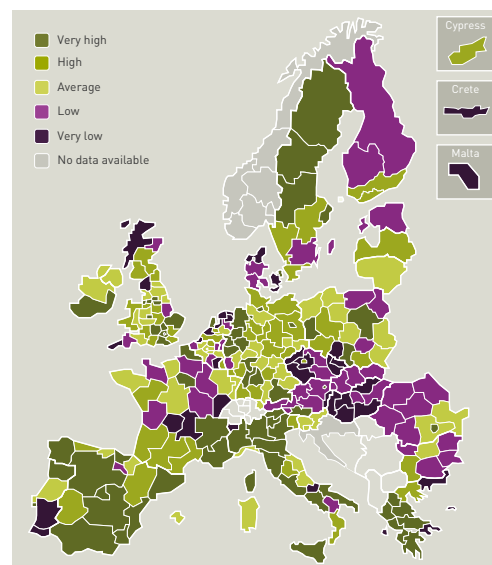 Very high
High
Average
Low
Very low
No data available
Cypress
Crete
Malta